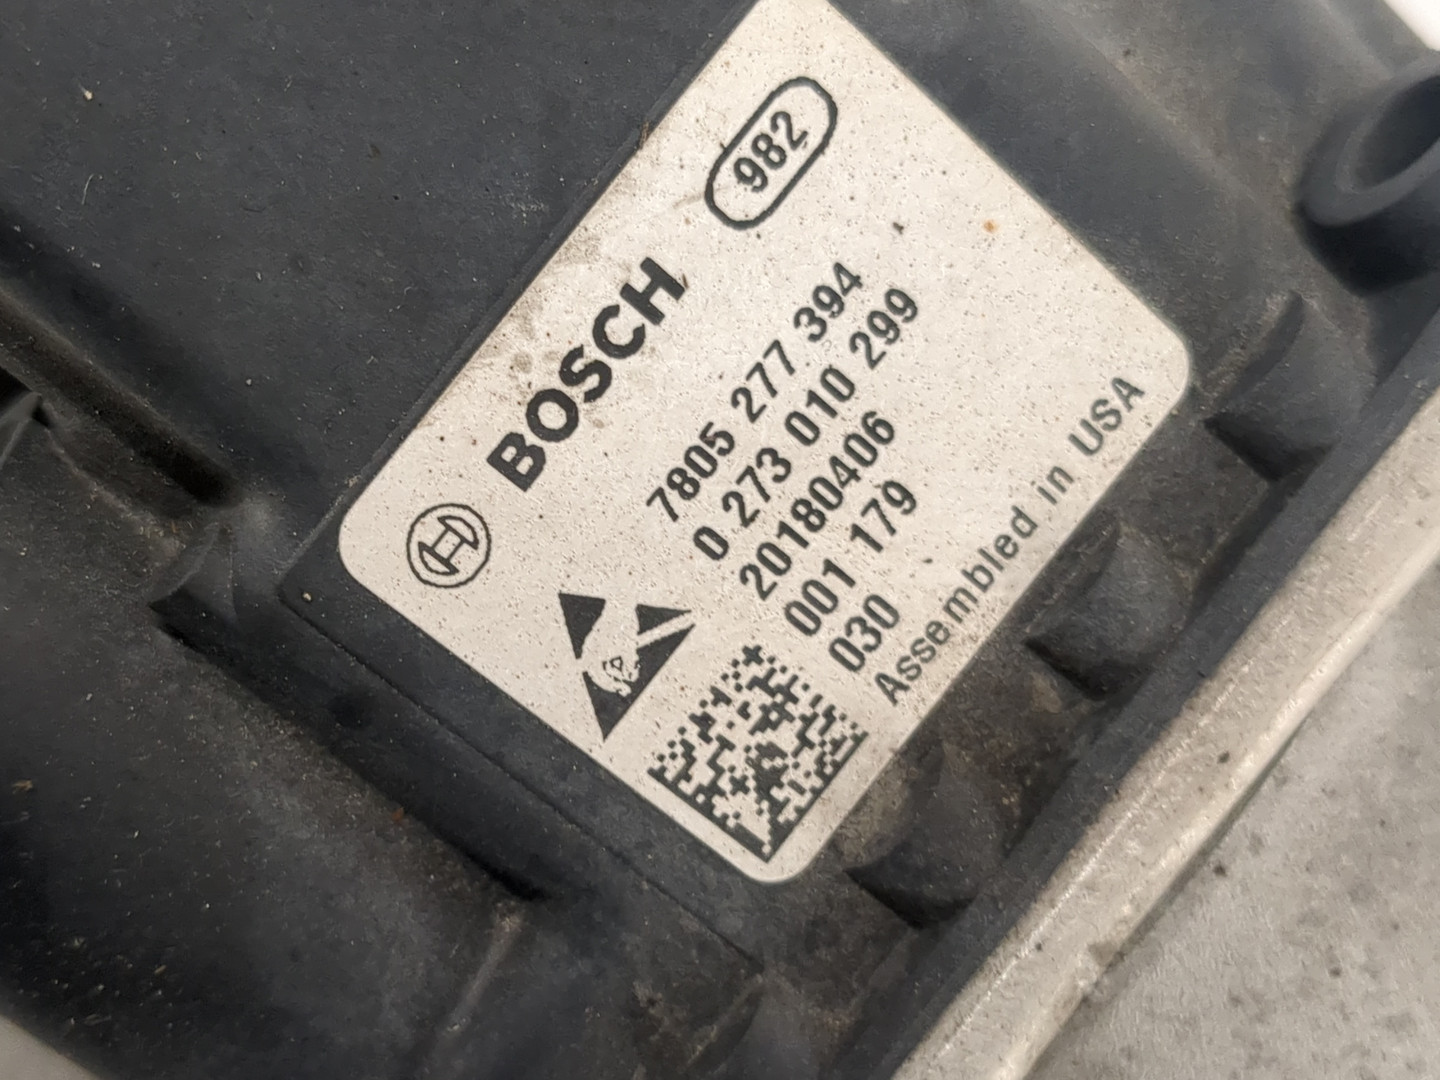 982
BOSCH
7805 277 394
0 273 010 299
20180406
001 179
030
Assembled in USA